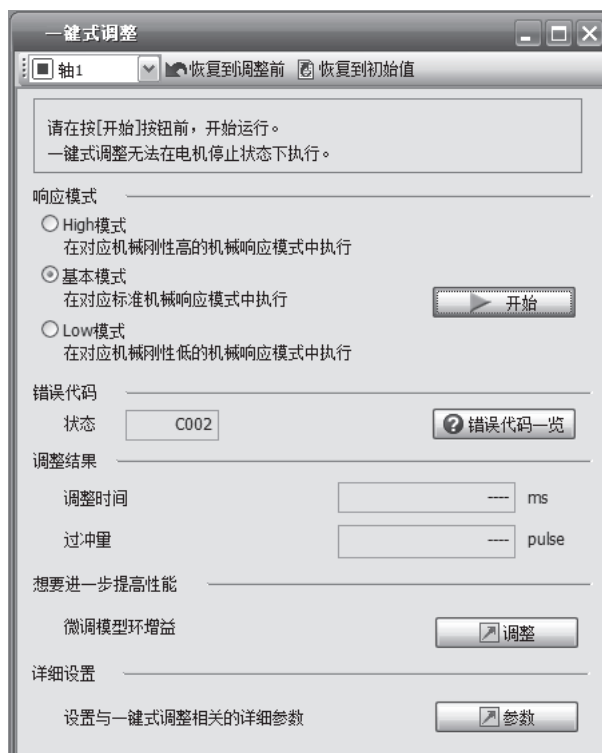 一键式调整
轴1 恢复到调整前 恢复到初始值
请在按[开始]按钮前，开始运行。
一键式调整无法在电机停止状态下执行。
响应模式
High模式
在对应机械刚性高的机械响应模式中执行
基本模式
在对应标准机械响应模式中执行
开始
Low模式
在对应机械刚性低的机械响应模式中执行
错误代码
状态 C002 错误代码一览
调整结果
调整时间 ---- ms
过冲量 ---- pulse
想要进一步提高性能
微调模型环增益 调整
详细设置
设置与一键式调整相关的详细参数 参数